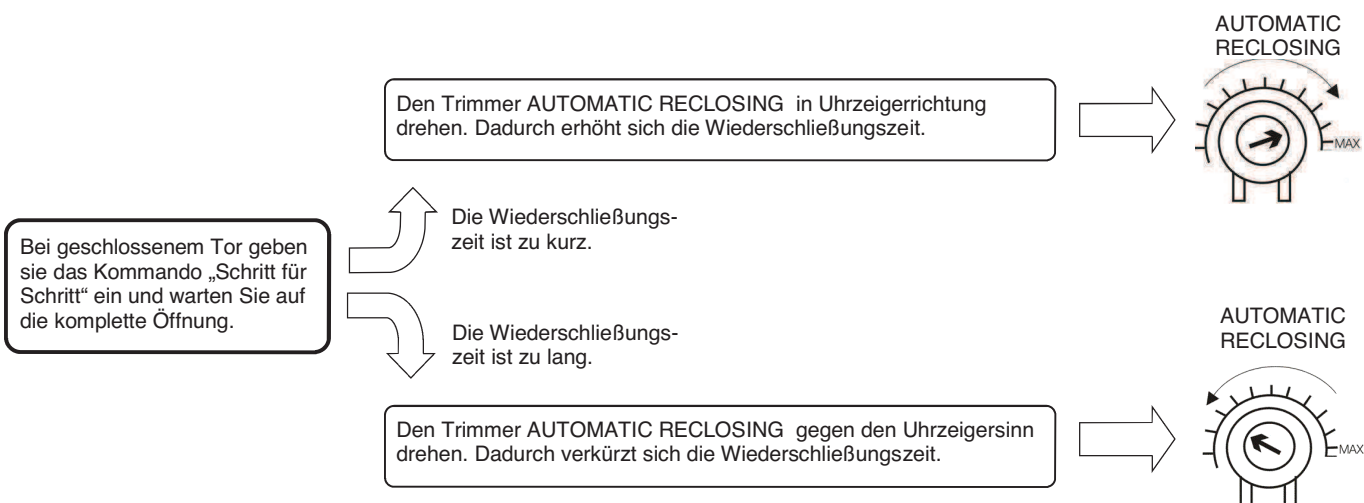 AUTOMATIC
RECLOSING
Den Trimmer AUTOMATIC RECLOSING in Uhrzeigerrichtung
drehen. Dadurch erhöht sich die Wiederschließungszeit.
MAX
Die Wiederschließungs-
zeit ist zu kurz.
Bei geschlossenem Tor geben
sie das Kommando „Schritt für
Schritt“ ein und warten Sie auf
die komplette Öffnung.
Die Wiederschließungs-
zeit ist zu lang.
AUTOMATIC
RECLOSING
Den Trimmer AUTOMATIC RECLOSING gegen den Uhrzeigersinn
drehen. Dadurch verkürzt sich die Wiederschließungszeit.
MAX